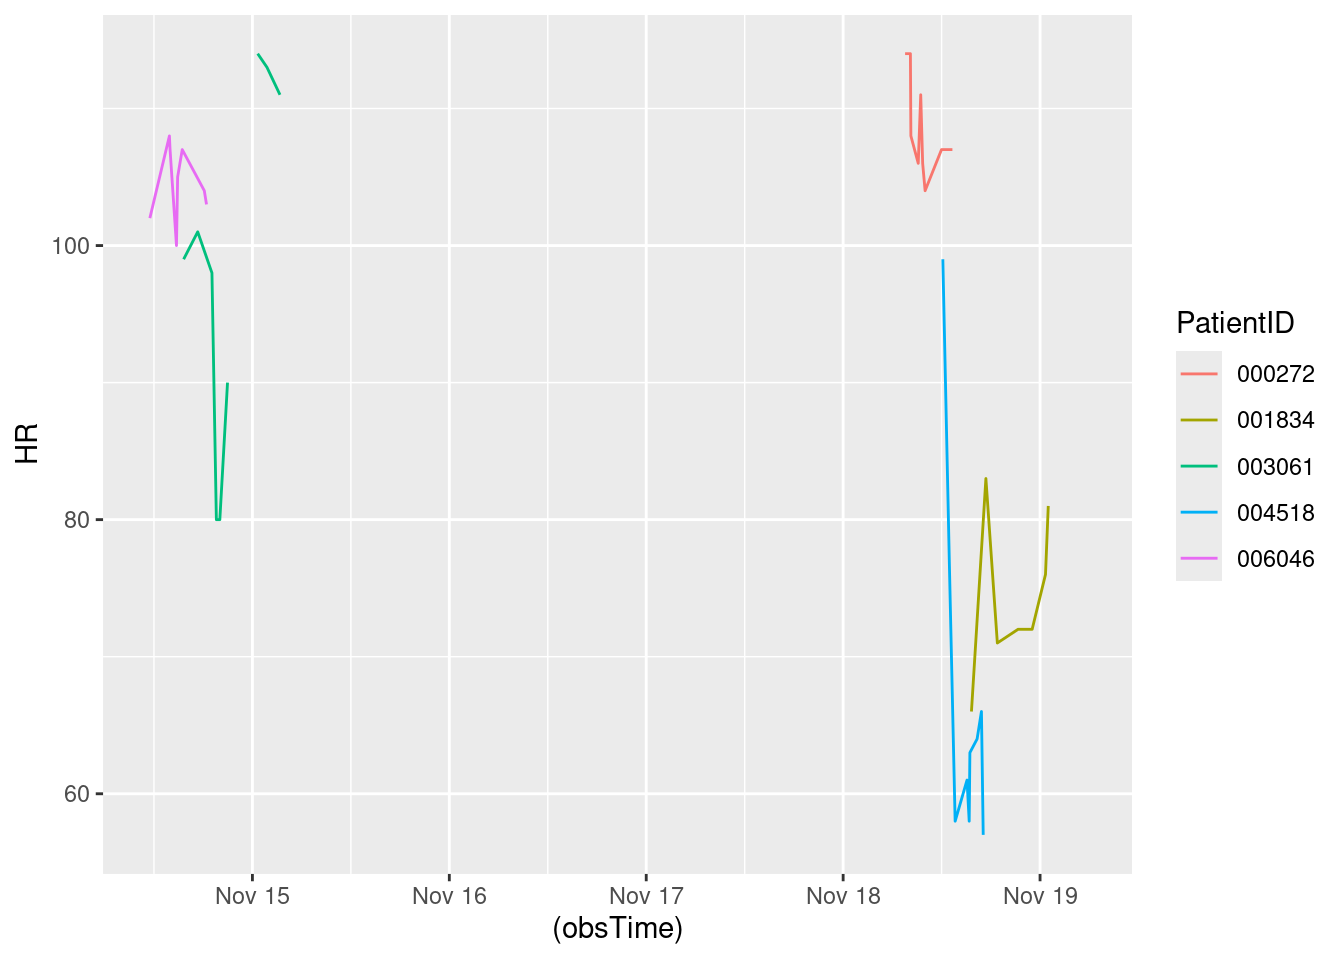 HR
100
80
60
Nov 15
Nov 16
Nov 17
Nov 18
Nov 19
(obsTime)
PatientID
000272
001834
003061
004518
006046